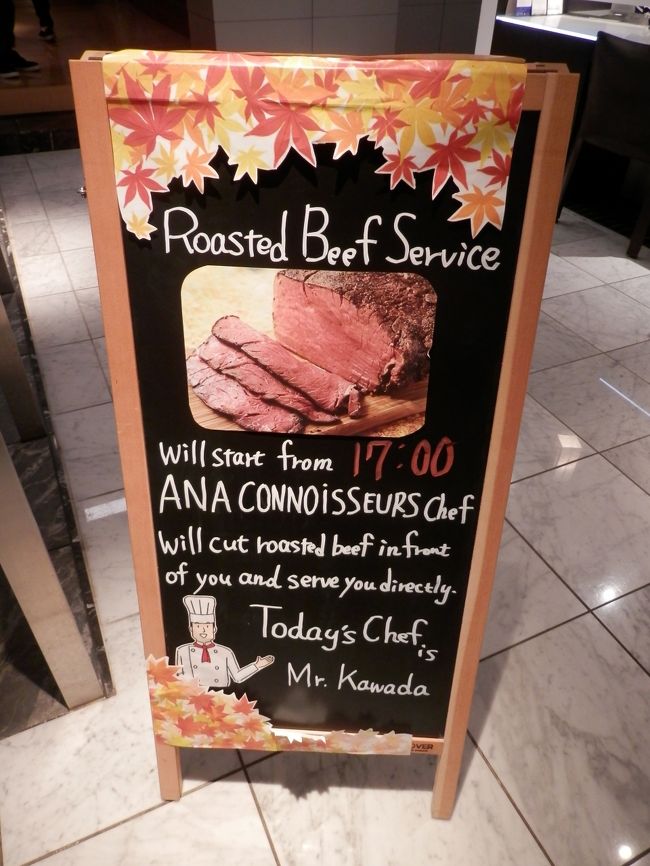 Roasted Beef Service
Will start from 17:00
ANA CONNOiSSEURS Chef
Will cut roasted beef in front
of you and serve you directly.
Today's Chef
is
Mr. Kawada